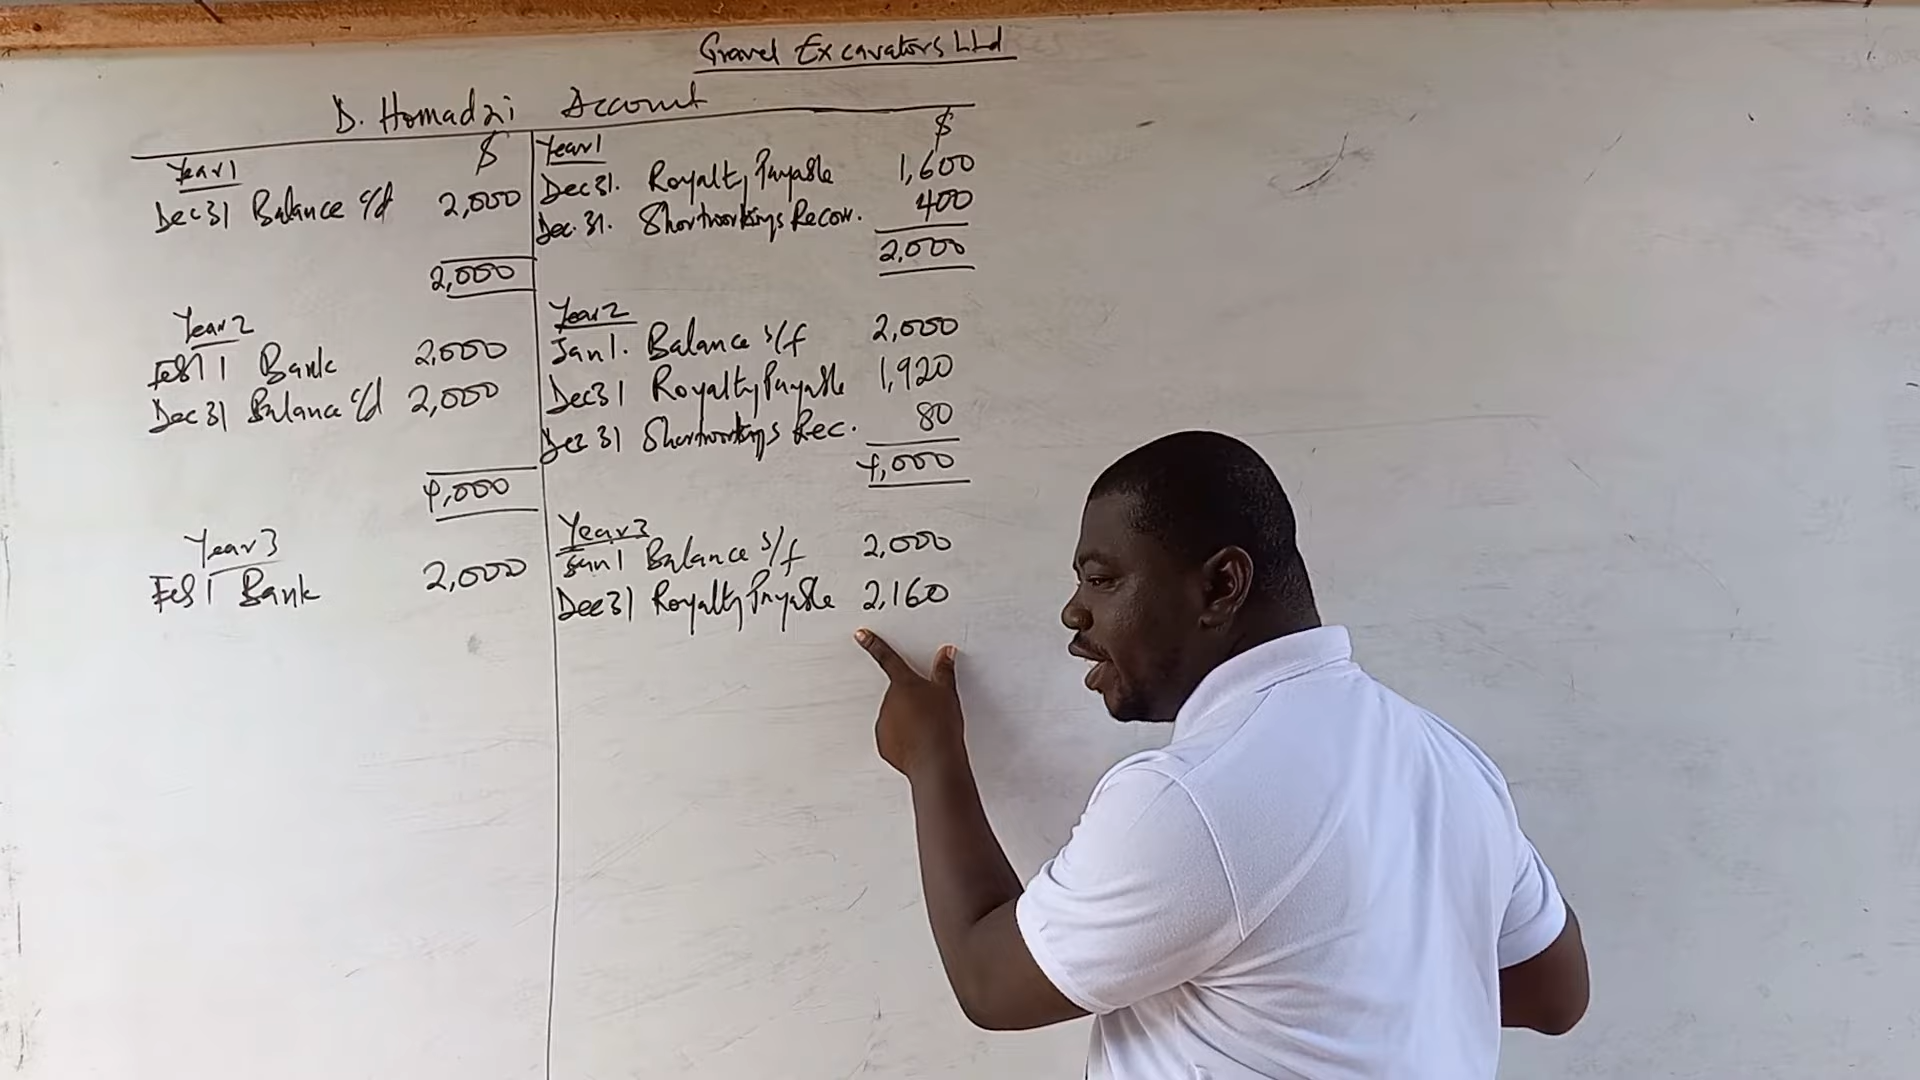 Gravel Excavators Ltd
D. Homadzi Account
$ $
Year 1 Year 1
Dec 31 Balance c/d 2,000 Dec 31. Royalty Payable 1,600
Dec. 31. Shortworkings Recov. 400
2,000 2,000
Year 2 Year 2
Feb 1 Bank 2,000 Jan 1. Balance b/f 2,000
Dec 31 Balance c/d 2,000 Dec 31 Royalty Payable 1,920
Dec 31 Shortworkings Rec. 80
4,000 4,000
Year 3 Year 3
Feb 1 Bank 2,000 Jan 1 Balance b/f 2,000
Dec 31 Royalty Payable 2,160